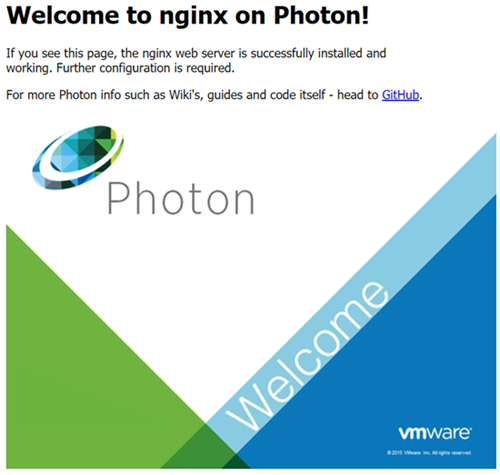 Welcome to nginx on Photon!
If you see this page, the nginx web server is successfully installed and
working. Further configuration is required.
For more Photon info such as Wiki's, guides and code itself - head to GitHub.
Photon
Welcome
vmware
© 2015 VMware Inc. All rights reserved.